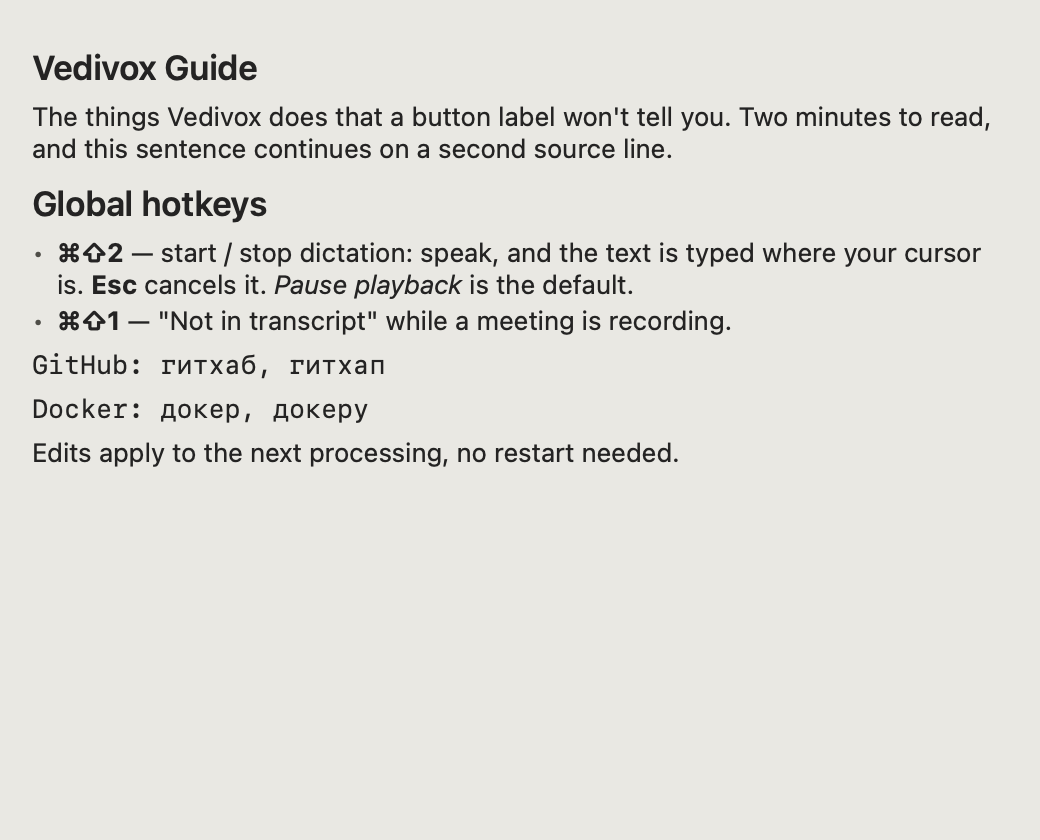 Vedivox Guide
The things Vedivox does that a button label won't tell you. Two minutes to read,
and this sentence continues on a second source line.
Global hotkeys
• ⌘⇧2 — start / stop dictation: speak, and the text is typed where your cursor
is. Esc cancels it. Pause playback is the default.
• ⌘⇧1 — "Not in transcript" while a meeting is recording.
GitHub: гитхаб, гитхап
Docker: докер, докеру
Edits apply to the next processing, no restart needed.